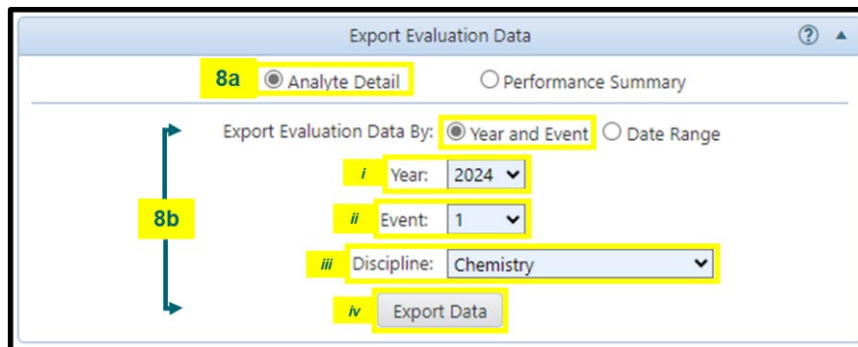 Export Evaluation Data ? ▲
8a Analyte Detail Performance Summary
Export Evaluation Data By: Year and Event Date Range
i Year: 2024
8b ii Event: 1
iii Discipline: Chemistry
iv Export Data